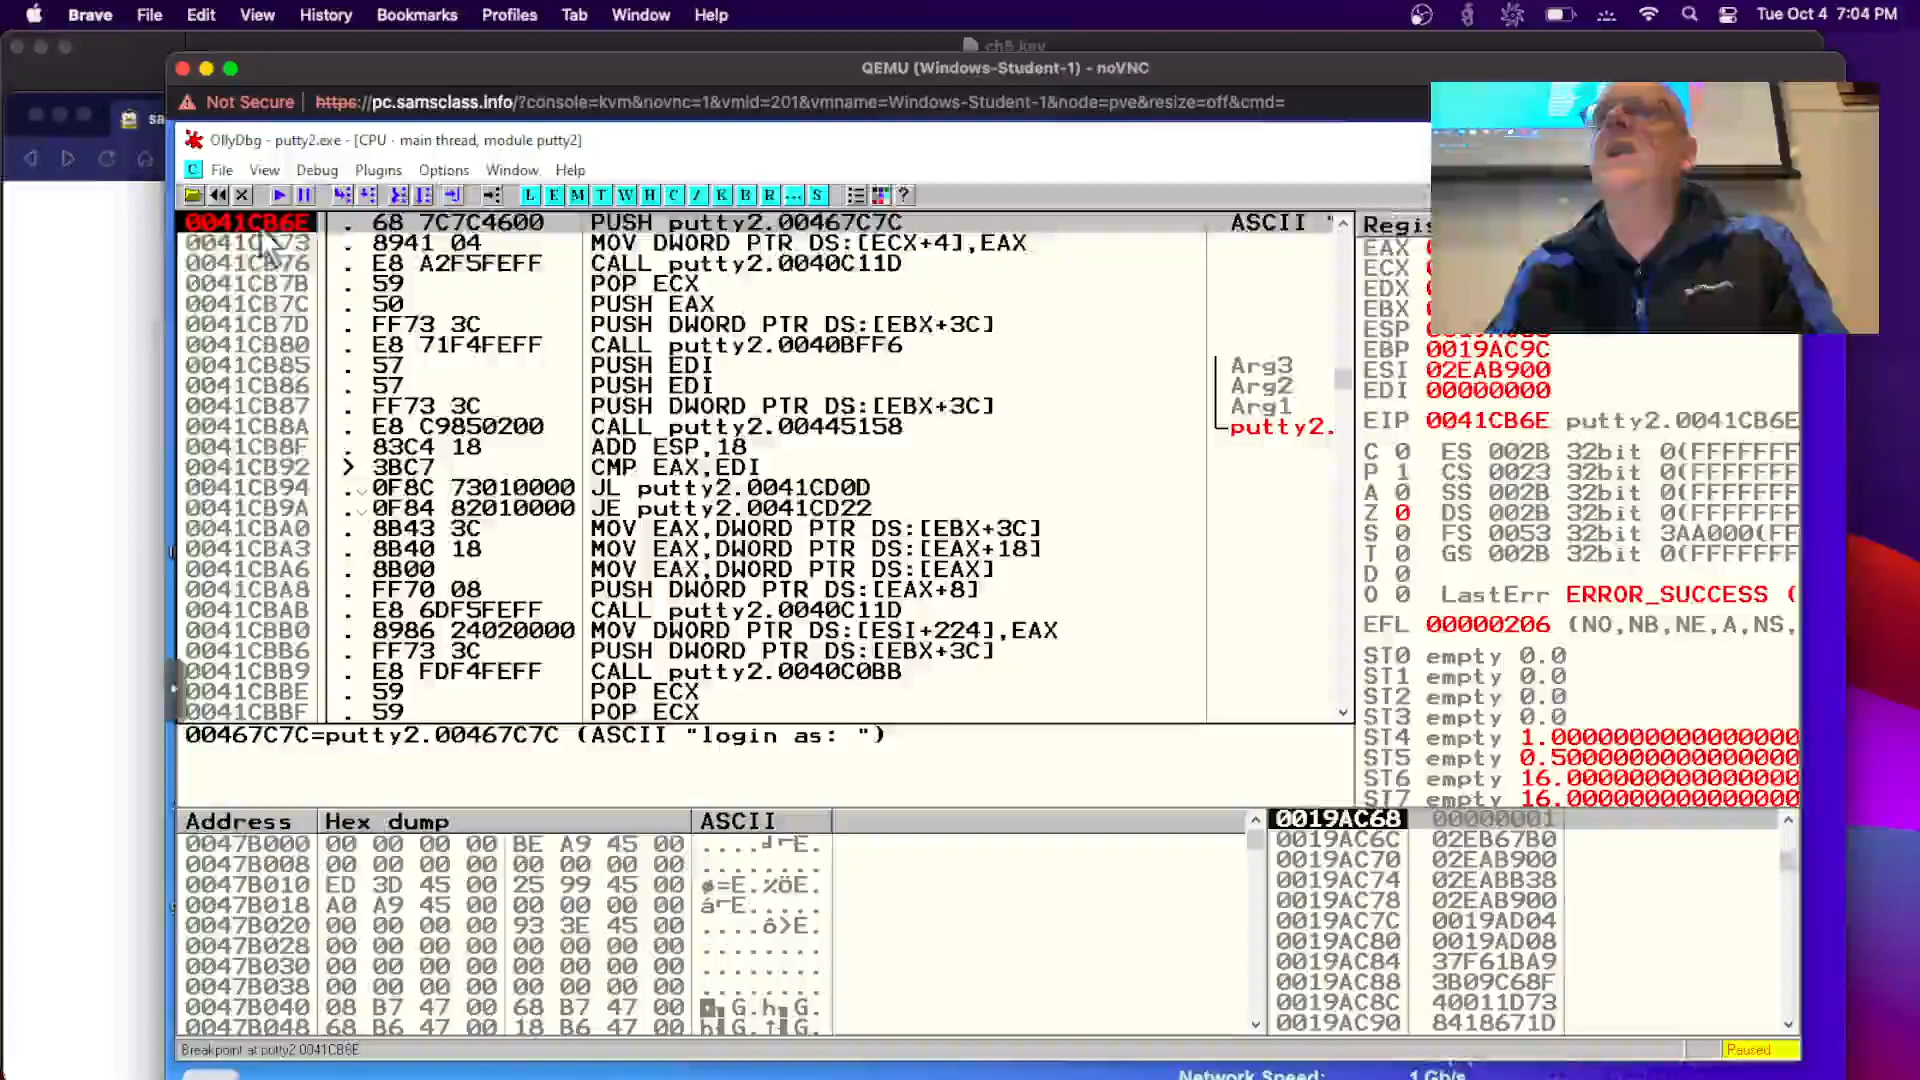 Brave File Edit View History Bookmarks Profiles Tab Window Help Tue Oct 4 7:04 PM
ch5.key
QEMU (Windows-Student-1) - noVNC
Not Secure https://pc.samsclass.info/?console=kvm&novnc=1&vmid=201&vmname=Windows-Student-1&node=pve&resize=off&cmd=
sa
OllyDbg - putty2.exe - [CPU - main thread, module putty2]
C File View Debug Plugins Options Window Help
L E M T W H C / K B R ... S ?
0041CB6E . 68 7C7C4600 PUSH putty2.00467C7C ASCII "
73 . 8941 04 MOV DWORD PTR DS:[ECX+4],EAX
0041CB76 . E8 A2F5FEFF CALL putty2.0040C11D
0041CB7B . 59 POP ECX
0041CB7C . 50 PUSH EAX
0041CB7D . FF73 3C PUSH DWORD PTR DS:[EBX+3C]
0041CB80 . E8 71F4FEFF CALL putty2.0040BFF6
0041CB85 . 57 PUSH EDI Arg3
0041CB86 . 57 PUSH EDI Arg2
0041CB87 . FF73 3C PUSH DWORD PTR DS:[EBX+3C] Arg1
0041CB8A . E8 C9850200 CALL putty2.00445158 putty2.
0041CB8F . 83C4 18 ADD ESP,18
0041CB92 > 3BC7 CMP EAX,EDI
0041CB94 . 0F8C 73010000 JL putty2.0041CD0D
0041CB9A . 0F84 82010000 JE putty2.0041CD22
0041CBA0 . 8B43 3C MOV EAX,DWORD PTR DS:[EBX+3C]
0041CBA3 . 8B40 18 MOV EAX,DWORD PTR DS:[EAX+18]
0041CBA6 . 8B00 MOV EAX,DWORD PTR DS:[EAX]
0041CBA8 . FF70 08 PUSH DWORD PTR DS:[EAX+8]
0041CBAB . E8 6DF5FEFF CALL putty2.0040C11D
0041CBB0 . 8986 24020000 MOV DWORD PTR DS:[ESI+224],EAX
0041CBB6 . FF73 3C PUSH DWORD PTR DS:[EBX+3C]
0041CBB9 . E8 FDF4FEFF CALL putty2.0040C0BB
0041CBBE . 59 POP ECX
0041CBBF . 59 POP ECX
00467C7C=putty2.00467C7C (ASCII "login as: ")
Regis
EAX
ECX
EDX
EBX
ESP
EBP 0019AC9C
ESI 02EAB900
EDI 00000000
EIP 0041CB6E putty2.0041CB6E
C 0 ES 002B 32bit 0(FFFFFFF
P 1 CS 0023 32bit 0(FFFFFFF
A 0 SS 002B 32bit 0(FFFFFFF
Z 0 DS 002B 32bit 0(FFFFFFF
S 0 FS 0053 32bit 3AA000(FF
T 0 GS 002B 32bit 0(FFFFFFF
D 0
O 0 LastErr ERROR_SUCCESS (
EFL 00000206 (NO,NB,NE,A,NS,
ST0 empty 0.0
ST1 empty 0.0
ST2 empty 0.0
ST3 empty 0.0
ST4 empty 1.0000000000000000
ST5 empty 0.5000000000000000
ST6 empty 16.000000000000000
ST7 empty 16.000000000000000
Address Hex dump ASCII
0047B000 00 00 00 00 BE A9 45 00
0047B008 00 00 00 00 00 00 00 00 ........
0047B010 ED 3D 45 00 25 99 45 00 ø=E.%öE.
0047B018 A0 A9 45 00 00 00 00 00
0047B020 00 00 00 00 93 3E 45 00 ....ô>E.
0047B028 00 00 00 00 00 00 00 00 ........
0047B030 00 00 00 00 00 00 00 00 ........
0047B038 00 00 00 00 00 00 00 00 ........
0047B040 08 B7 47 00 68 B7 47 00
0047B048 68 B6 47 00 18 B6 47 00
0019AC68 00000001
0019AC6C 02EB67B0
0019AC70 02EAB900
0019AC74 02EABB38
0019AC78 02EAB900
0019AC7C 0019AD04
0019AC80 0019AD08
0019AC84 37F61BA9
0019AC88 3B09C68F
0019AC8C 40011D73
0019AC90 8418671D
Breakpoint at putty2.0041CB6E Paused
Network Speed: 1 Gb/s